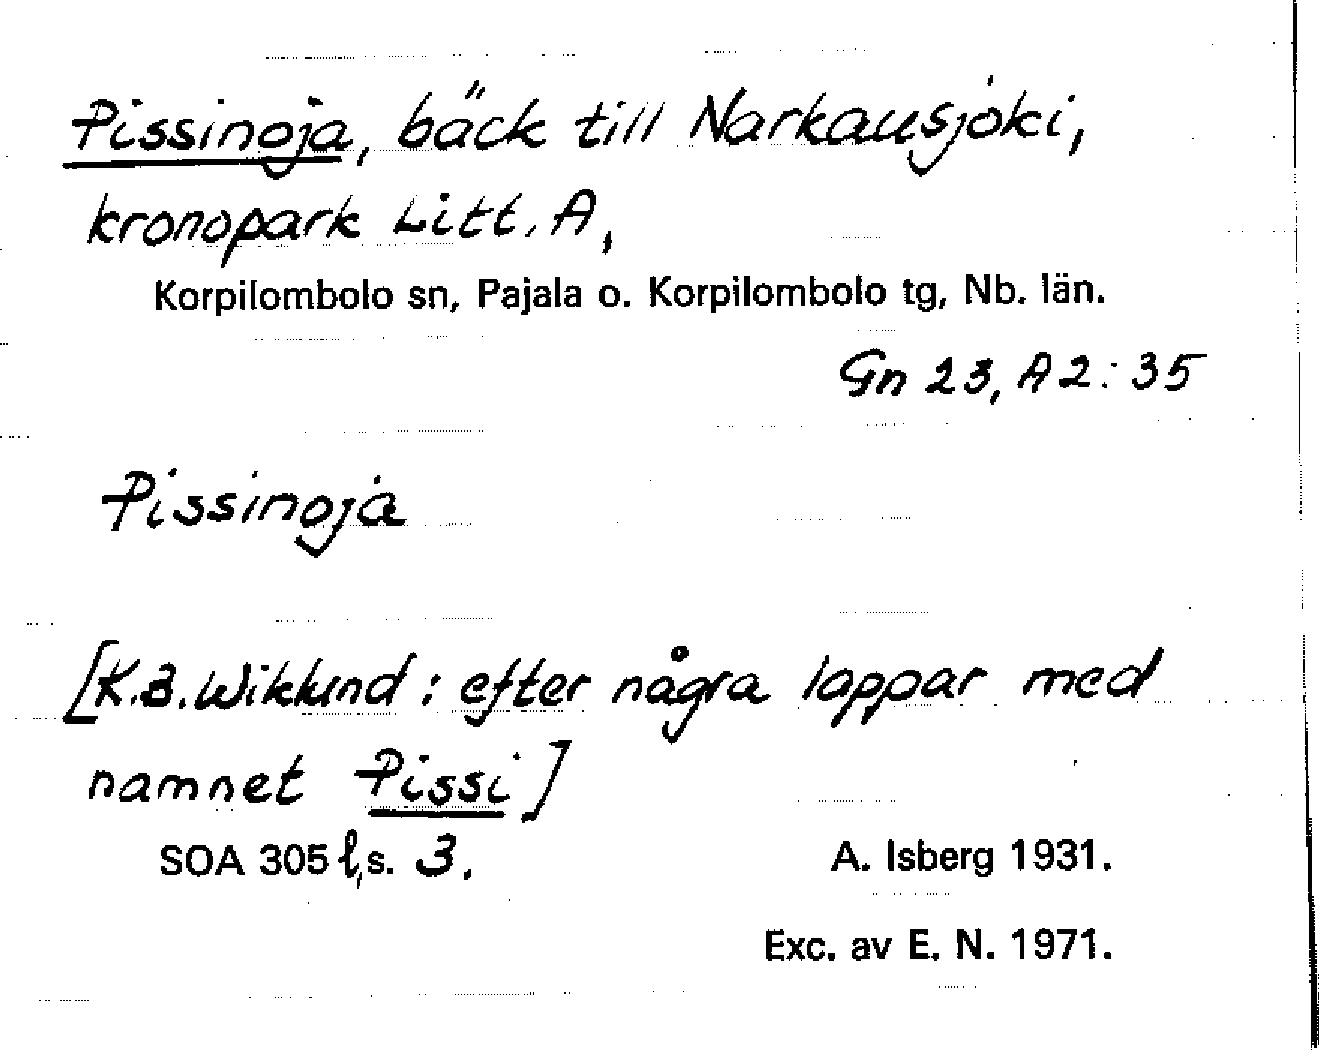 Pissinoja, bäck till Narkausjoki,
kronopark Litt. A,
Korpilombolo sn, Pajala o. Korpilombolo tg, Nb. län.
Gn 23, A2:35
Pissinoja
[K.B. Wiklund: efter några lappar med
namnet Pissi]
SOA 305 l, s. 3. A. Isberg 1931.
Exc. av E. N. 1971.